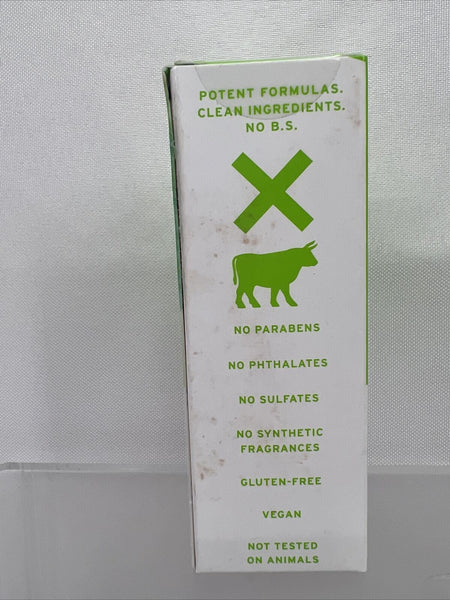 POTENT FORMULAS.
CLEAN INGREDIENTS.
NO B.S.
NO PARABENS
NO PHTHALATES
NO SULFATES
NO SYNTHETIC
FRAGRANCES
GLUTEN-FREE
VEGAN
NOT TESTED
ON ANIMALS